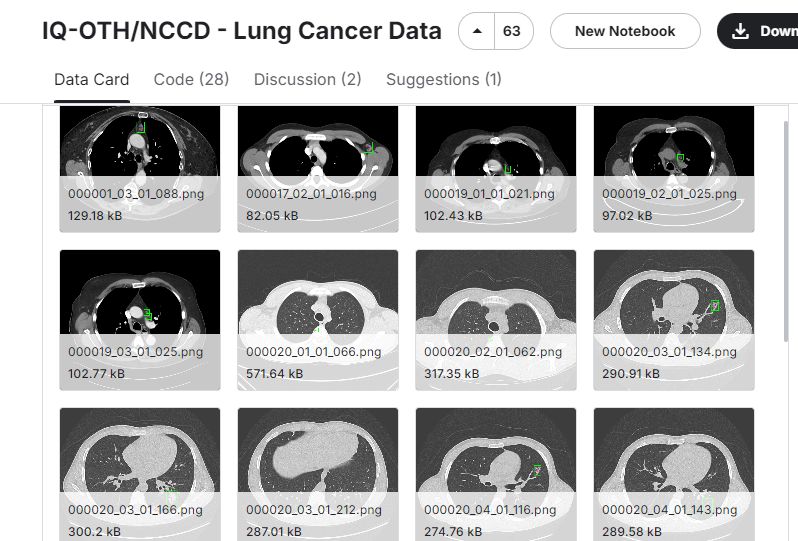 IQ-OTH/NCCD - Lung Cancer Data
63
New Notebook
Down
Data Card
Code (28)
Discussion (2)
Suggestions (1)
000001_03_01_088.png
129.18 kB
000017_02_01_016.png
82.05 kB
000019_01_01_021.png
102.43 kB
000019_02_01_025.png
97.02 kB
000019_03_01_025.png
102.77 kB
000020_01_01_066.png
571.64 kB
000020_02_01_062.png
317.35 kB
000020_03_01_134.png
290.91 kB
000020_03_01_166.png
300.2 kB
000020_03_01_212.png
287.01 kB
000020_04_01_116.png
274.76 kB
000020_04_01_143.png
289.58 kB